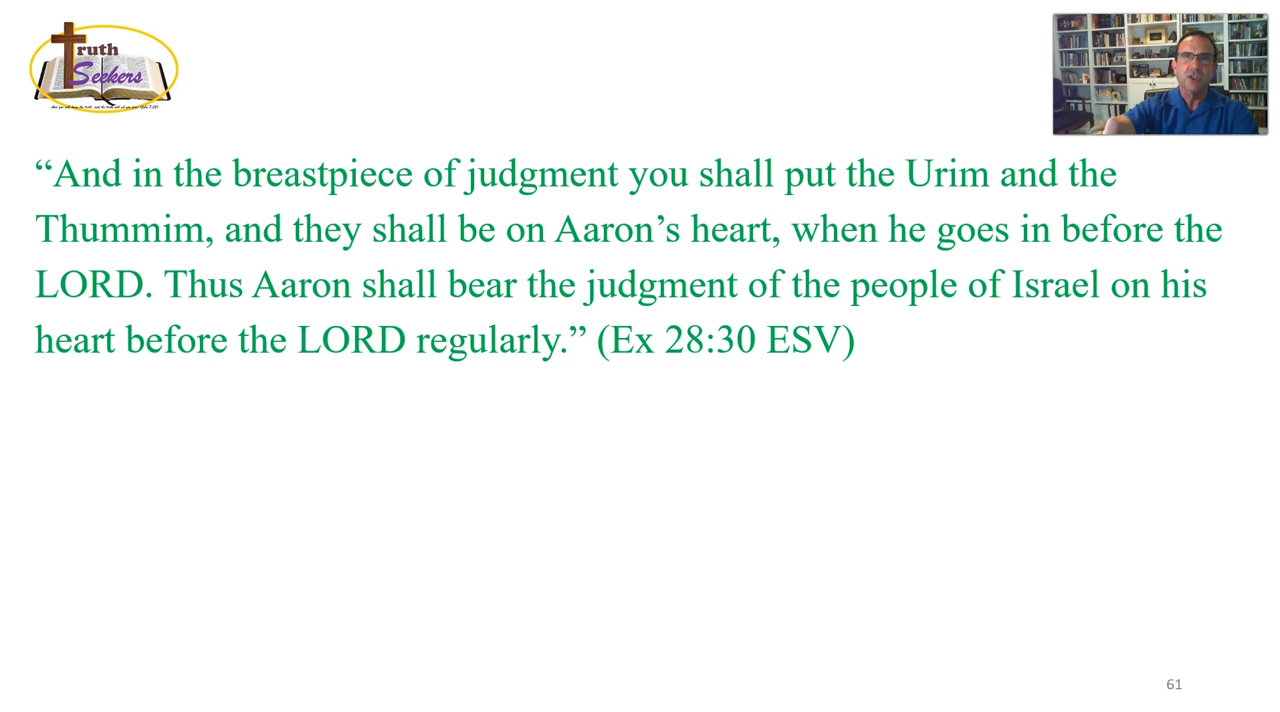 Truth
Seekers
“And in the breastpiece of judgment you shall put the Urim and the
Thummim, and they shall be on Aaron’s heart, when he goes in before the
LORD. Thus Aaron shall bear the judgment of the people of Israel on his
heart before the LORD regularly.” (Ex 28:30 ESV)
61